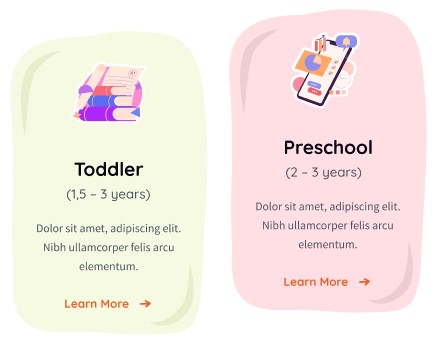 Toddler
(1,5 – 3 years)
Dolor sit amet, adipiscing elit.
Nibh ullamcorper felis arcu
elementum.
Learn More
Preschool
(2 – 3 years)
Dolor sit amet, adipiscing elit.
Nibh ullamcorper felis arcu
elementum.
Learn More